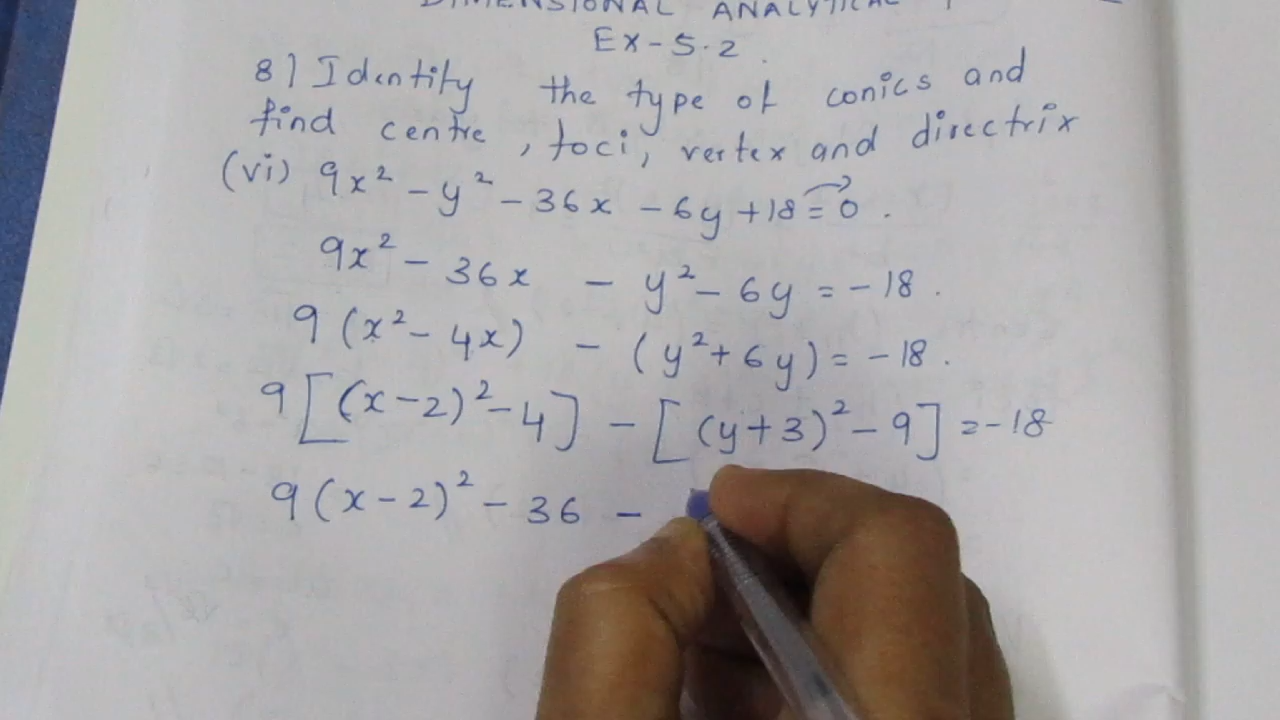 DIMENSIONAL ANALYTICAL
EX-5.2.
8) Identify the type of conics and
find centre, foci, vertex and directrix
(vi) 9x² - y² - 36x - 6y + 18 = 0.
9x² - 36x - y² - 6y = -18.
9(x² - 4x) - (y² + 6y) = -18.
9[(x-2)² - 4] - [(y+3)² - 9] = -18
9(x-2)² - 36 -